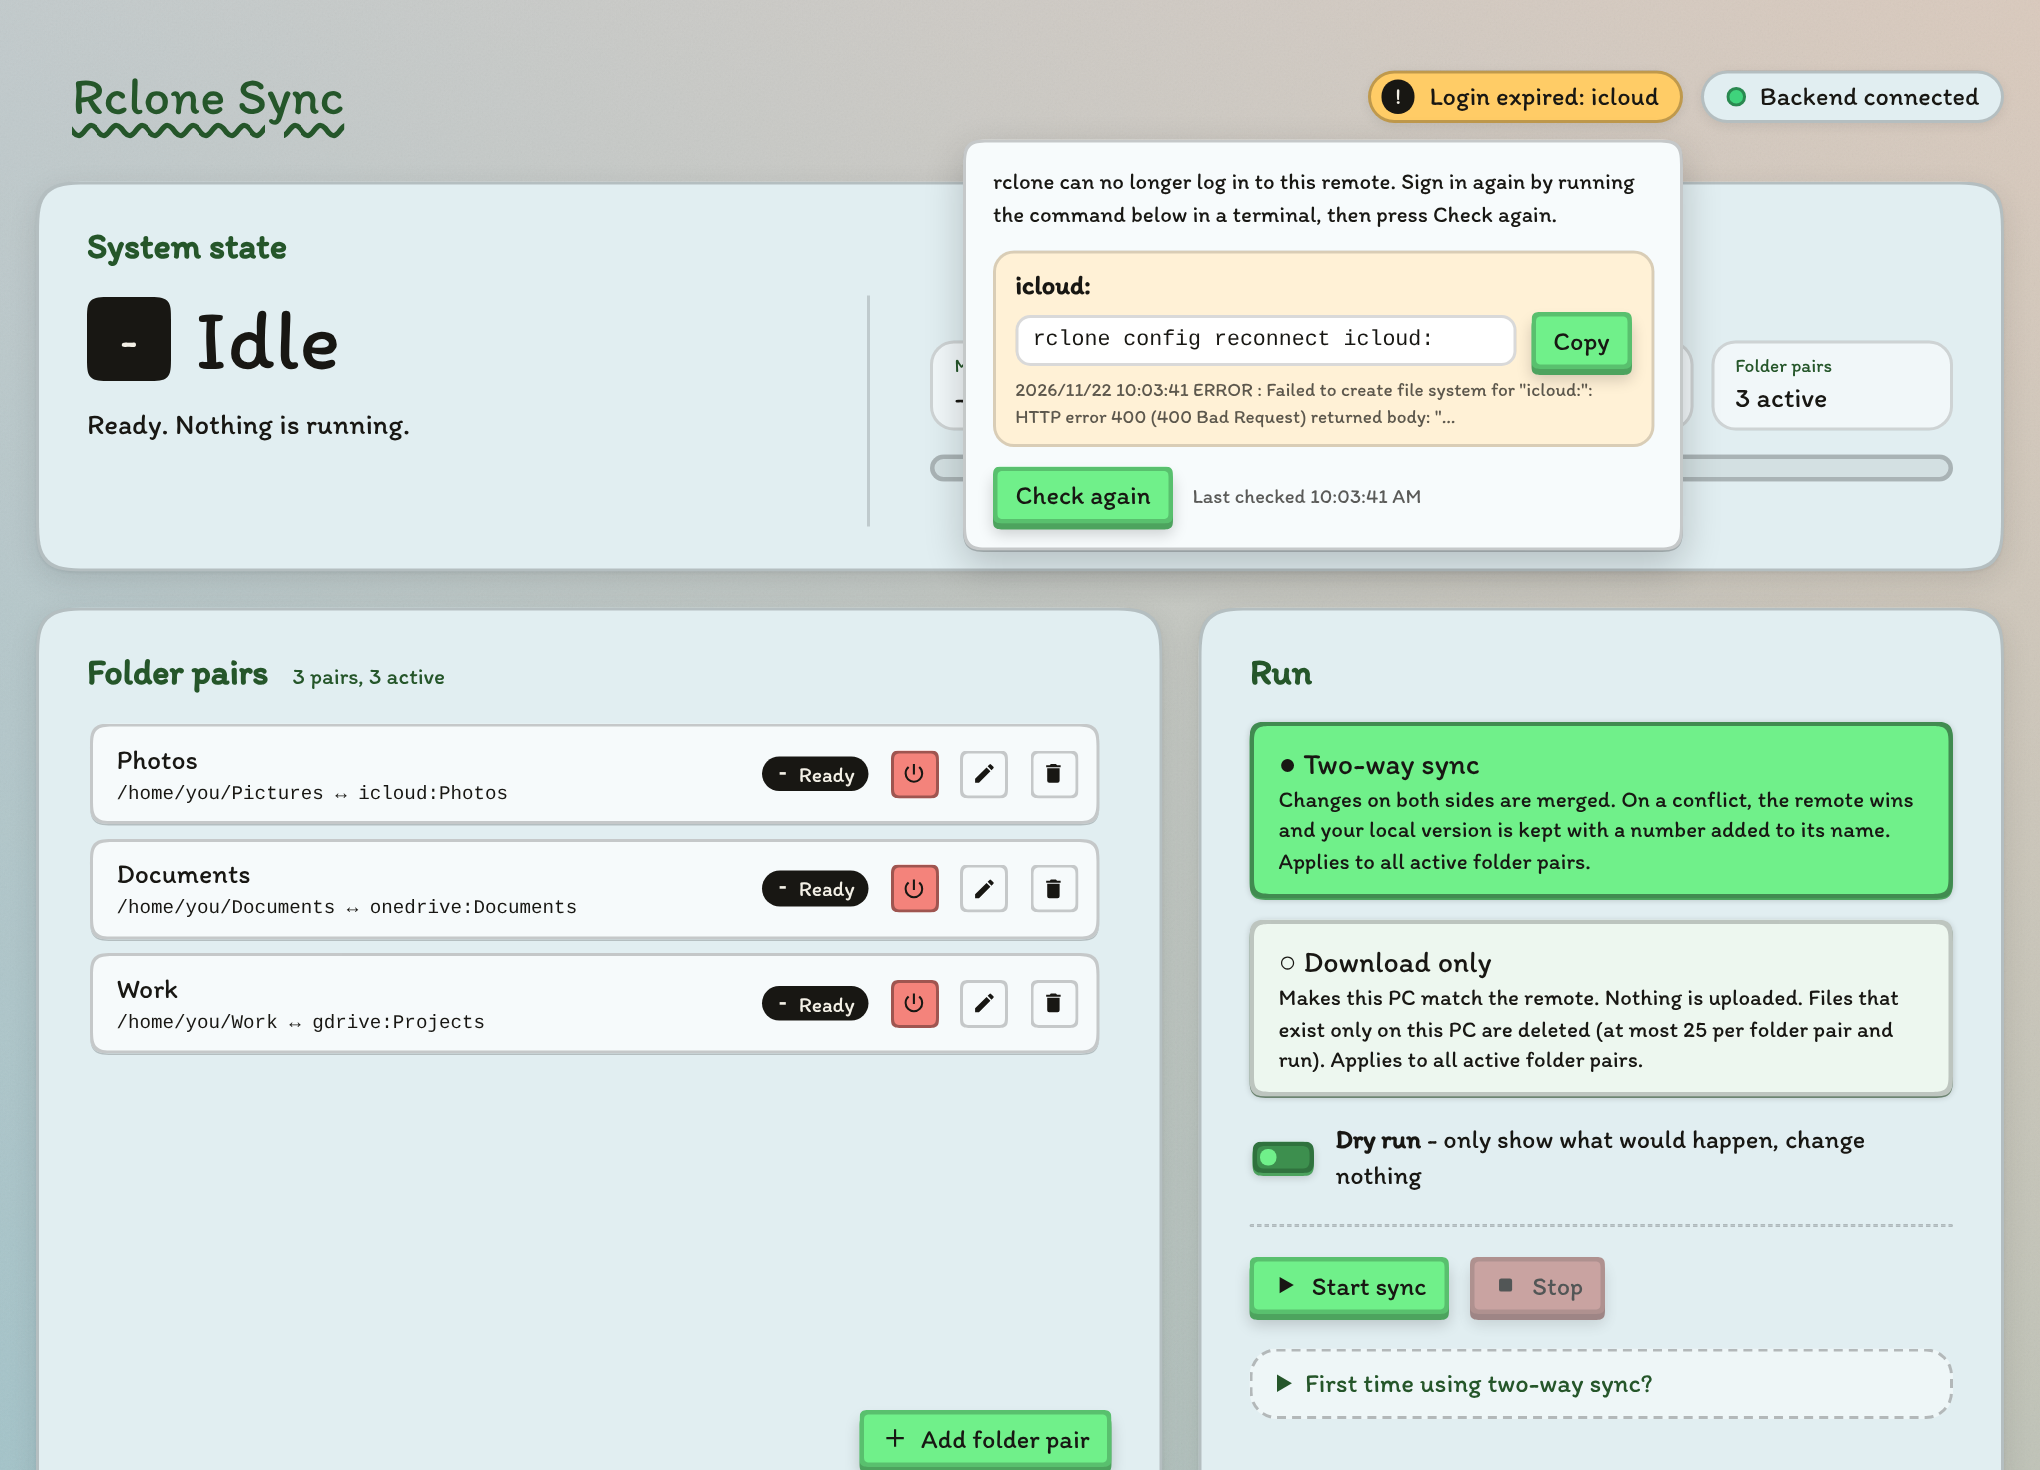 Rclone Sync
! Login expired: icloud
Backend connected
rclone can no longer log in to this remote. Sign in again by running
the command below in a terminal, then press Check again.
icloud:
rclone config reconnect icloud:
Copy
2026/11/22 10:03:41 ERROR : Failed to create file system for "icloud:":
HTTP error 400 (400 Bad Request) returned body: "...
Check again
Last checked 10:03:41 AM
System state
- Idle
Ready. Nothing is running.
Folder pairs
3 active
Folder pairs
3 pairs, 3 active
Photos
/home/you/Pictures ↔ icloud:Photos
- Ready
Documents
/home/you/Documents ↔ onedrive:Documents
- Ready
Work
/home/you/Work ↔ gdrive:Projects
- Ready
+ Add folder pair
Run
● Two-way sync
Changes on both sides are merged. On a conflict, the remote wins
and your local version is kept with a number added to its name.
Applies to all active folder pairs.
○ Download only
Makes this PC match the remote. Nothing is uploaded. Files that
exist only on this PC are deleted (at most 25 per folder pair and
run). Applies to all active folder pairs.
Dry run - only show what would happen, change
nothing
▶ Start sync
■ Stop
▶ First time using two-way sync?